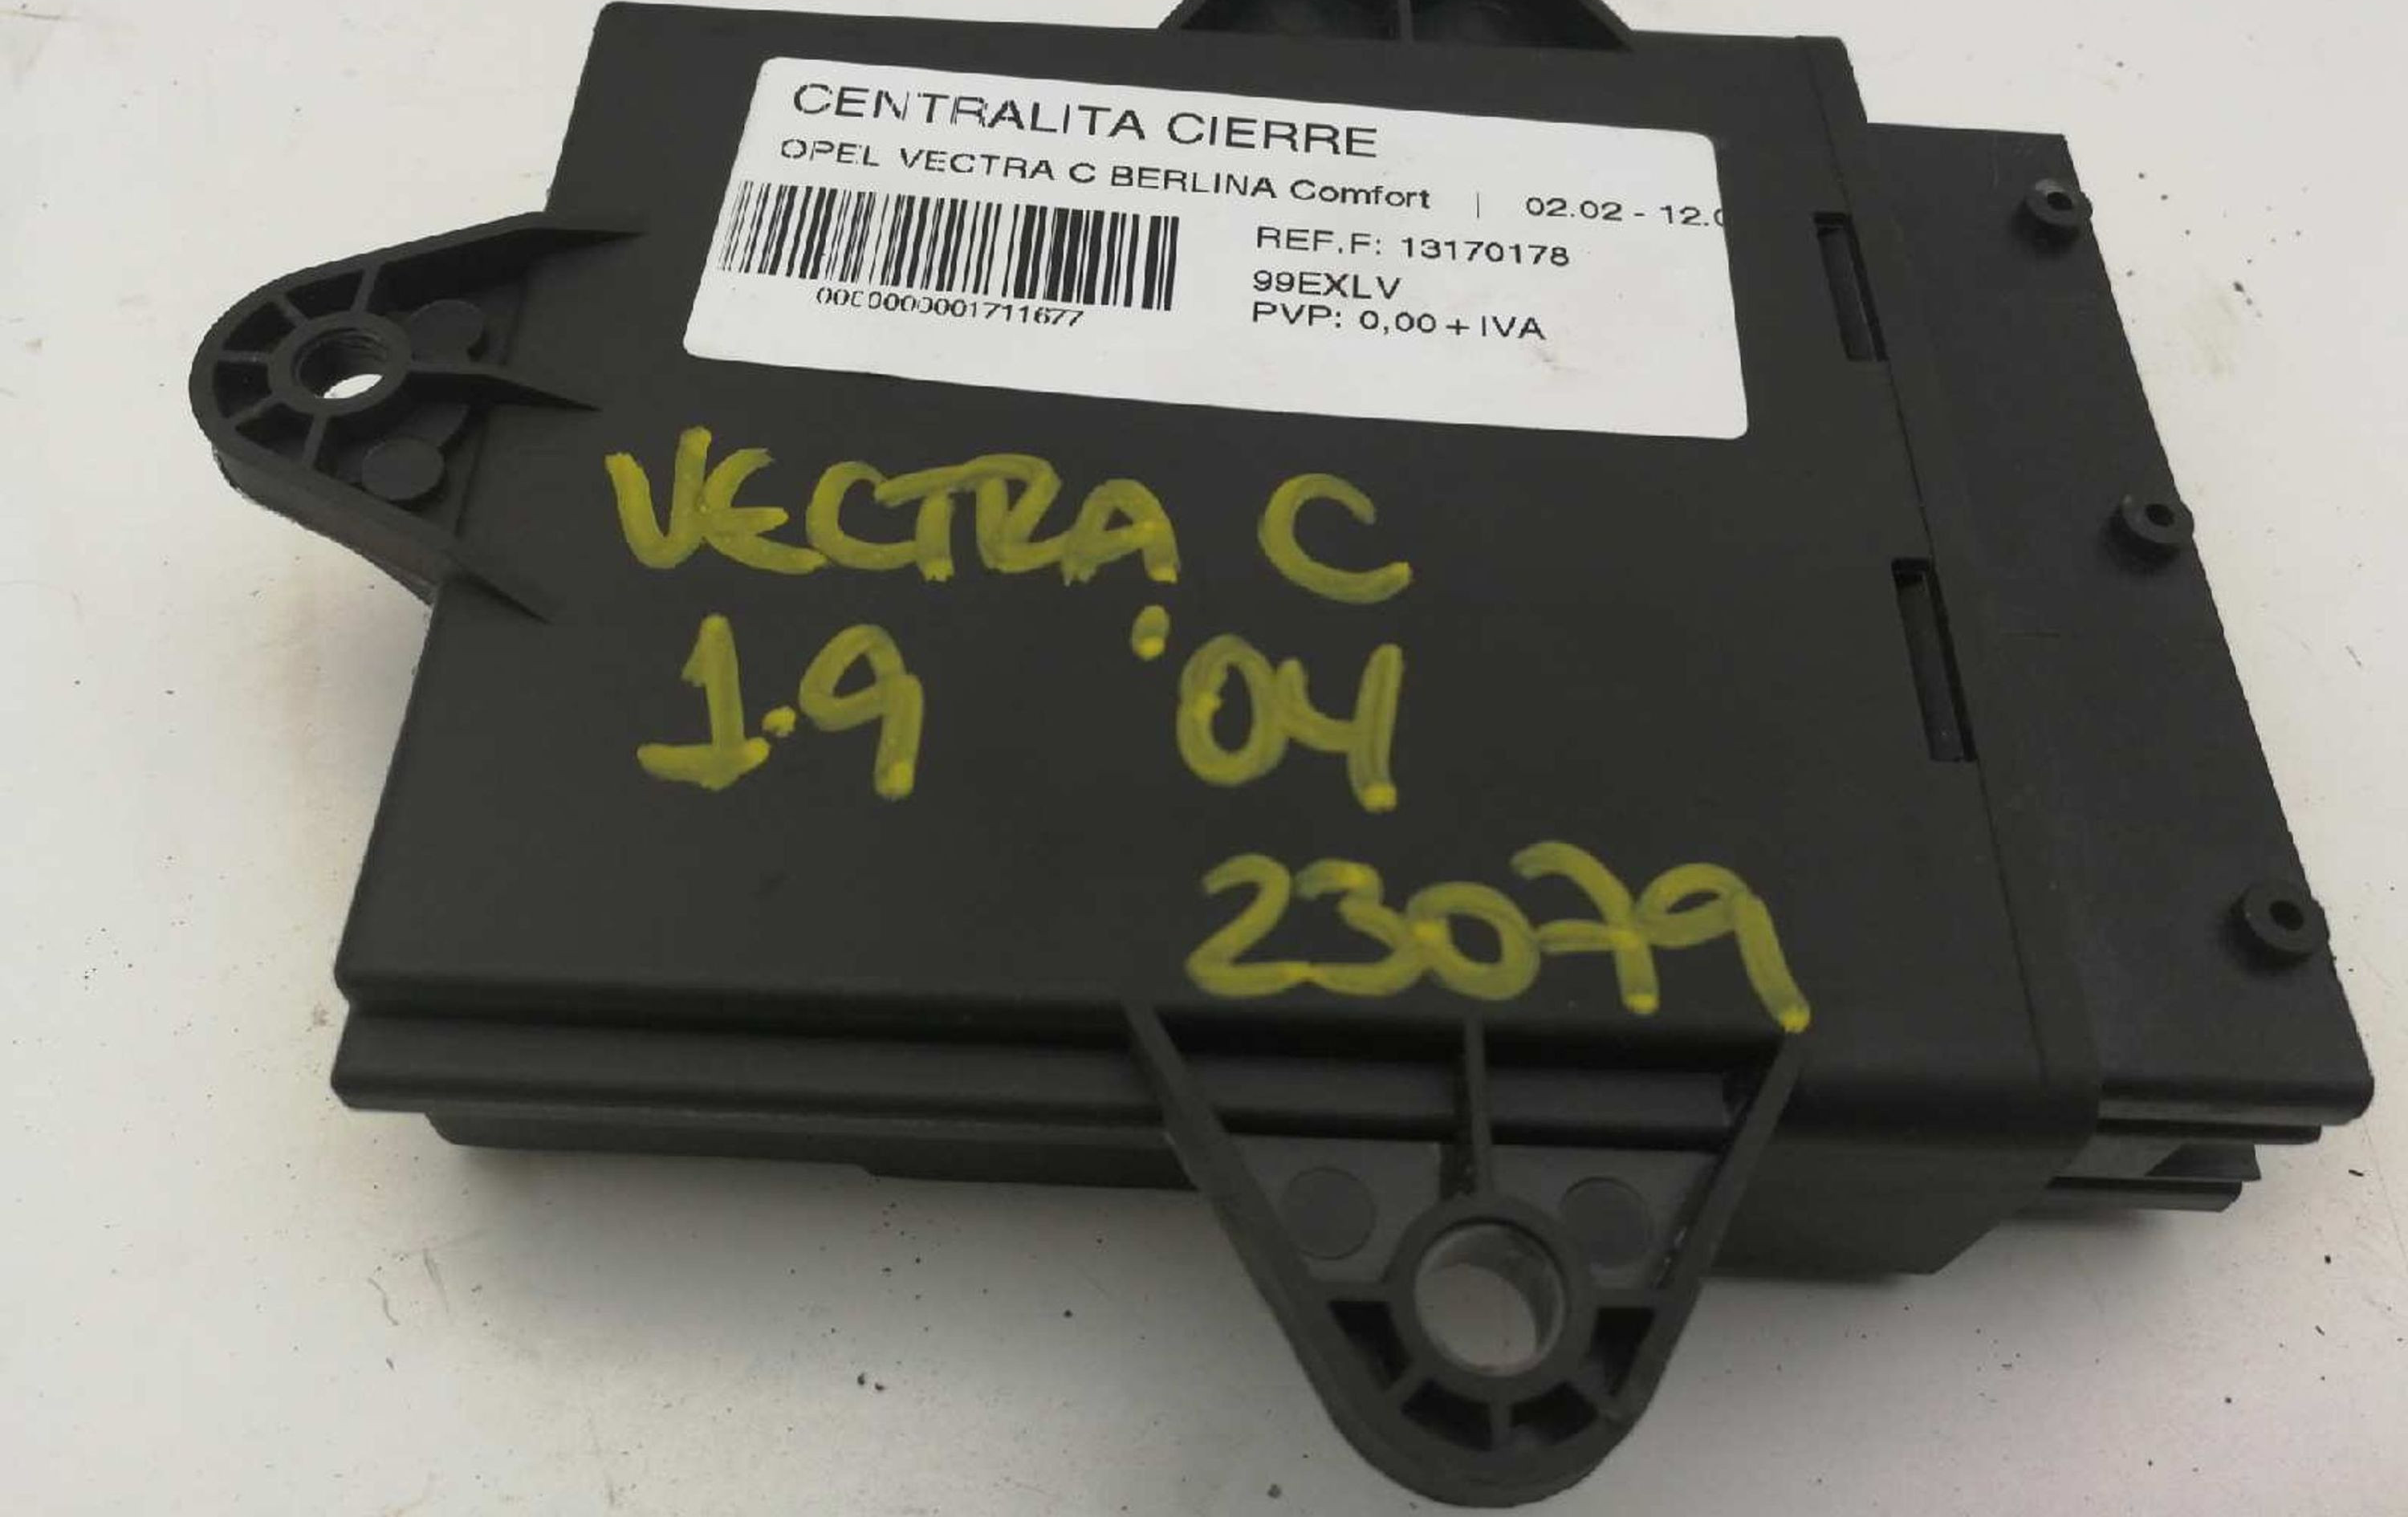 CENTRALITA CIERRE
OPEL VECTRA C BERLINA Comfort | 02.02 - 12.0
REF.F: 13170178
99EXLV
PVP: 0,00 + IVA
0000000001711677
VECTRA C
1.9 '04
23079